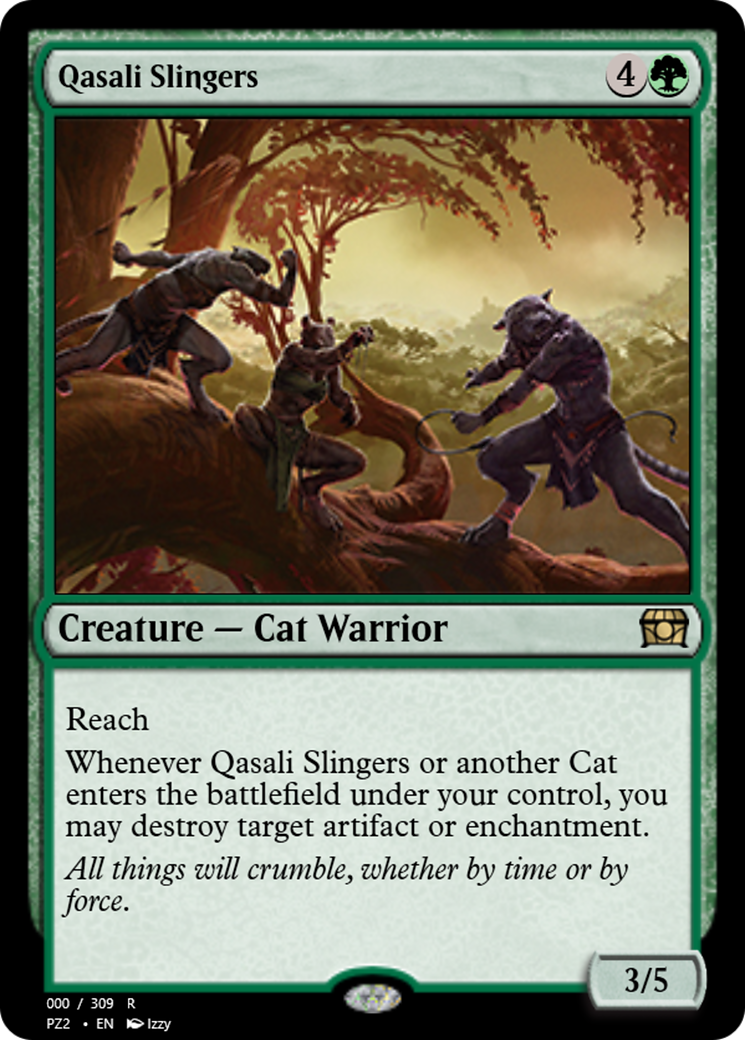 Qasali Slingers 4
Creature — Cat Warrior
Reach
Whenever Qasali Slingers or another Cat
enters the battlefield under your control, you
may destroy target artifact or enchantment.
All things will crumble, whether by time or by
force.
3/5
000 / 309 R
PZ2 • EN Izzy